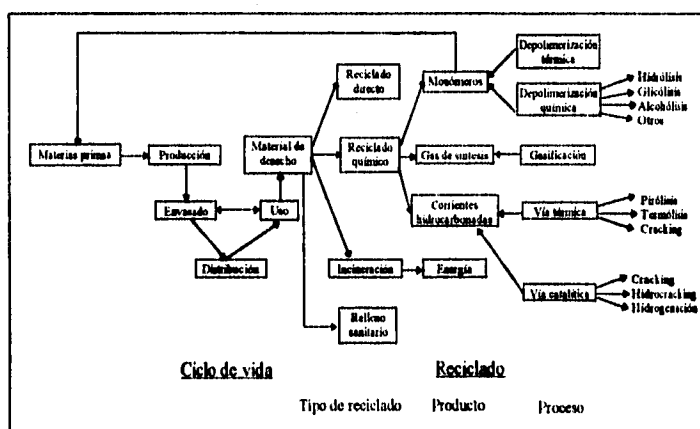 Reciclado
directo
Monómeros
Depolimerización
térmica
Depolimerización
química
Hidrólisis
Glicólisis
Alcohólisis
Otros
Materias primas
Producción
Material de
desecho
Reciclado
químico
Gas de síntesis
Gasificación
Envasado
Uso
Corrientes
hidrocarbonadas
Vía térmica
Pirólisis
Termólisis
Cracking
Distribución
Incineración
Energía
Vía catalítica
Cracking
Hidrocracking
Hidrogenación
Relleno
sanitario
Ciclo de vida
Reciclado
Tipo de reciclado
Producto
Proceso